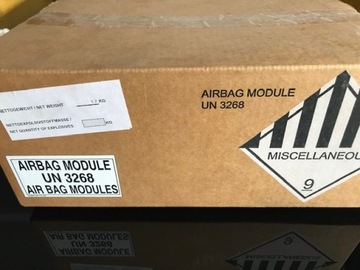 AIRBAG MODULE
UN 3268
NETTOGEWICHT / NET WEIGHT
KG
NETTOEXPLOSIVSTOFFMASSE /
NET QUANTITY OF EXPLOSIVES
KG
AIRBAG MODULE
UN 3268
AIR BAG MODULES
MISCELLANEOU
9